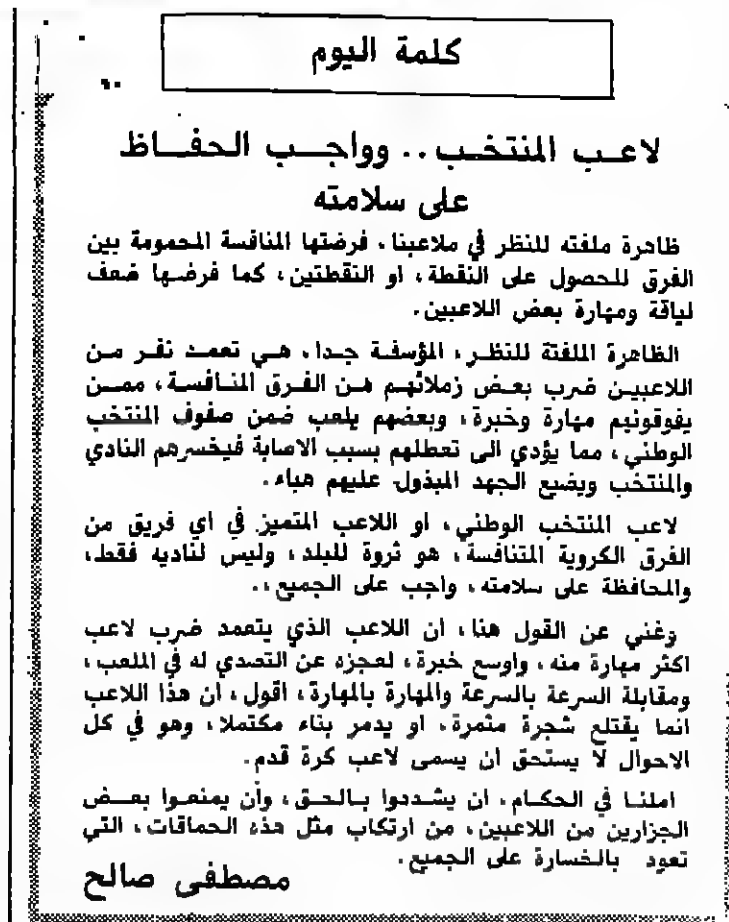 كلمة اليوم
لاعب المنتخب.. وواجب الحفاظ
على سلامته
ظاهرة ملفته للنظر في ملاعبنا، فرضتها المنافسة المحمومة بين
الفرق للحصول على النقطة، او النقطتين، كما فرضها ضعف
لياقة ومهارة بعض اللاعبين.
الظاهرة الملفتة للنظر، المؤسفة جدا، هي تعمد نفر من
اللاعبين ضرب بعض زملائهم من الفرق المنافسة، ممن
يفوقونهم مهارة وخبرة، وبعضهم يلعب ضمن صفوف المنتخب
الوطني، مما يؤدي الى تعطلهم بسبب الاصابة فيخسرهم النادي
والمنتخب ويضيع الجهد المبذول عليهم هباء.
لاعب المنتخب الوطني، او اللاعب المتميز في اي فريق من
الفرق الكروية المتنافسة، هو ثروة للبلد، وليس لناديه فقط،
والمحافظة على سلامته، واجب على الجميع..
وغني عن القول هنا، ان اللاعب الذي يتعمد ضرب لاعب
اكثر مهارة منه، واوسع خبرة، لعجزه عن التصدي له في الملعب،
ومقابلة السرعة بالسرعة والمهارة بالمهارة، اقول، ان هذا اللاعب
انما يقتلع شجرة مثمرة، او يدمر بناء مكتملا، وهو في كل
الاحوال لا يستحق ان يسمى لاعب كرة قدم.
املنا في الحكام، ان يشددوا بالحق، وأن يمنعوا بعض
الجزارين من اللاعبين، من ارتكاب مثل هذه الحماقات، التي
تعود بالخسارة على الجميع.
مصطفى صالح